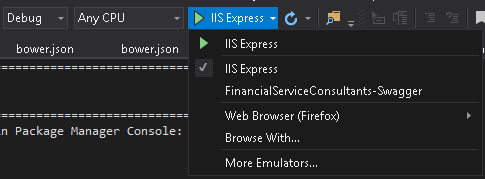 Debug Any CPU IIS Express
bower.json bower.json
IIS Express
IIS Express
FinancialServiceConsultants-Swagger
in Package Manager Console:
Web Browser (Firefox)
Browse With...
More Emulators...